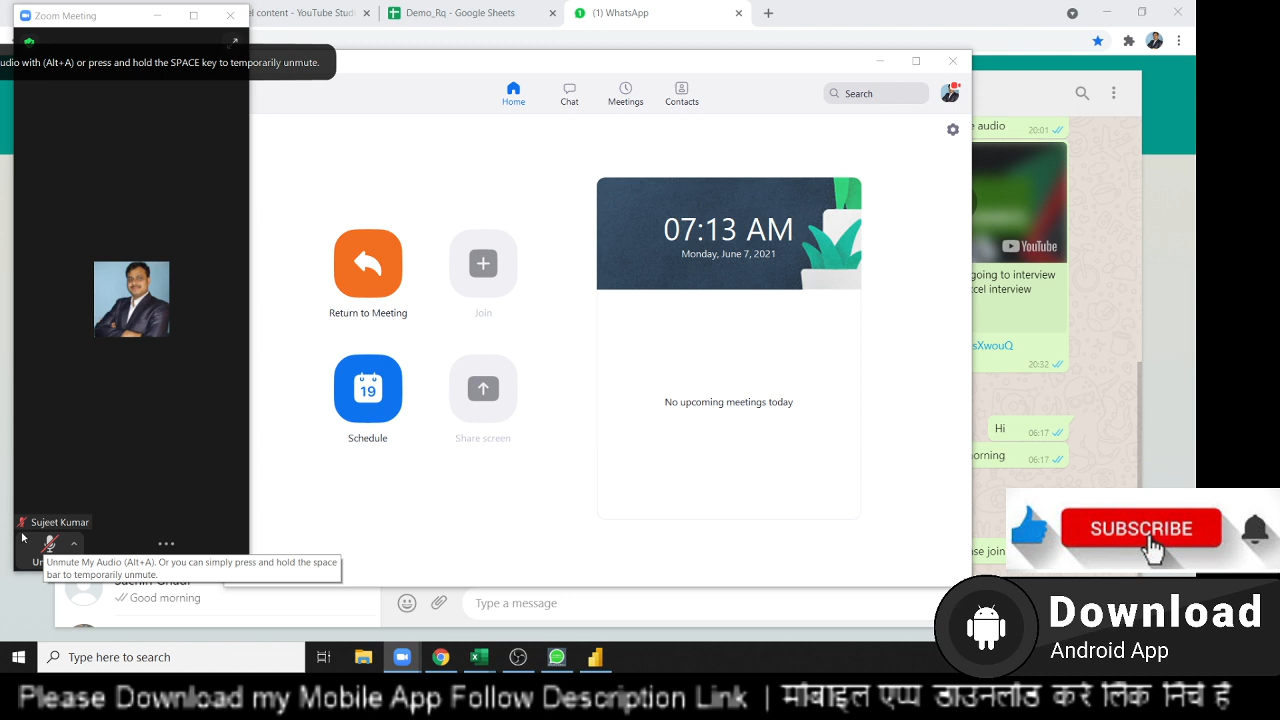 Zoom Meeting
el content - YouTube Stud
Demo_Rq - Google Sheets
(1) WhatsApp
udio with (Alt+A) or press and hold the SPACE key to temporarily unmute.
Home
Chat
Meetings
Contacts
Search
e audio
20:01
YouTube
07:13 AM
Monday, June 7, 2021
going to interview
cel interview
sXwouQ
20:32
Return to Meeting
Join
19
Schedule
Share screen
No upcoming meetings today
Hi
06:17
orning
06:17
Sujeet Kumar
Un
Unmute My Audio (Alt+A). Or you can simply press and hold the space
bar to temporarily unmute.
SUBSCRIBE
se join
Good morning
Type a message
Download
Android App
Type here to search
Please Download my Mobile App Follow Description Link | मोबाइल एप्प डाउनलोड करे लिंक निचे है